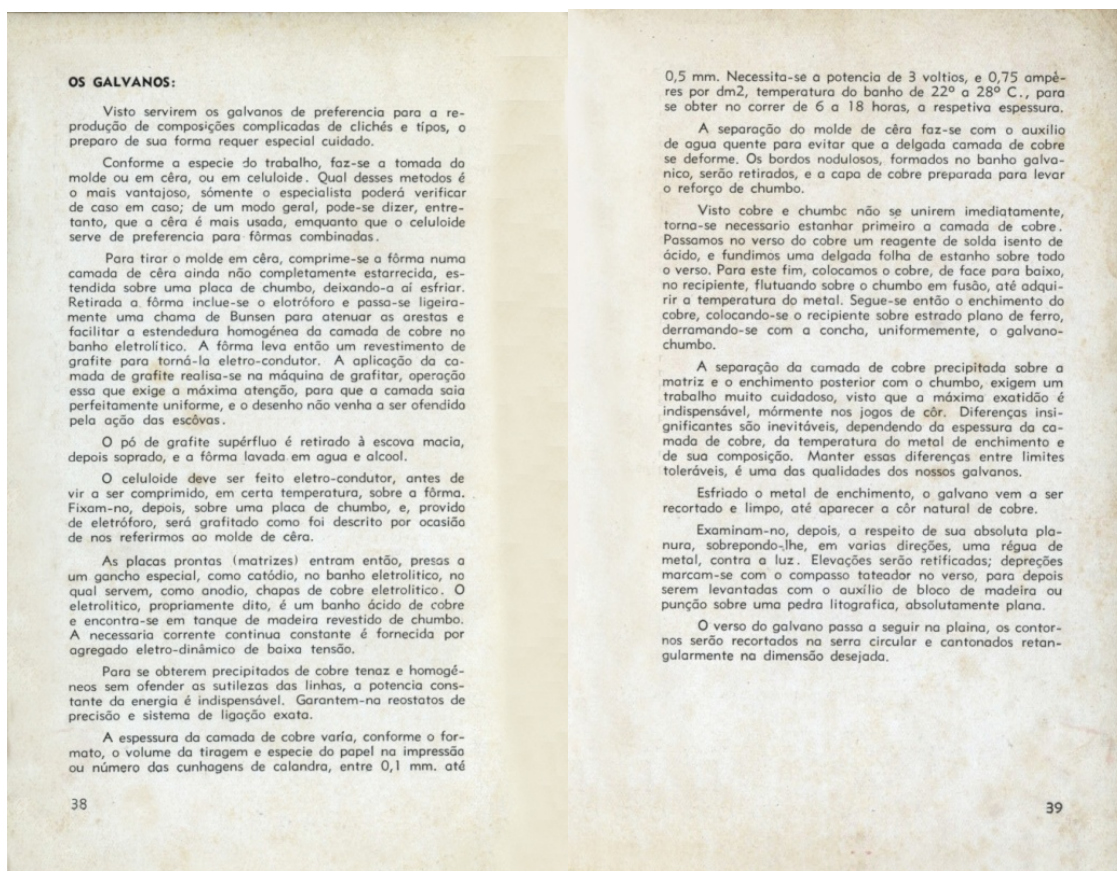 OS GALVANOS:
Visto servirem os galvanos de preferencia para a re-
produção de composições complicadas de clichés e típos, o
preparo de sua forma requer especial cuidado.
Conforme a especie do trabalho, faz-se a tomada do
molde ou em cêra, ou em celuloide. Qual desses metodos é
o mais vantajoso, sómente o especialista poderá verificar
de caso em caso; de um modo geral, pode-se dizer, entre-
tanto, que a cêra é mais usada, emquanto que o celuloide
serve de preferencia para fôrmas combinadas.
Para tirar o molde em cêra, comprime-se a fôrma numa
camada de cêra ainda não completamente estarrecida, es-
tendida sobre uma placa de chumbo, deixando-a aí esfriar.
Retirada a fôrma inclue-se o elotróforo e passa-se ligeira-
mente uma chama de Bunsen para atenuar as arestas e
facilitar a estendedura homogénea da camada de cobre no
banho eletrolítico. A fôrma leva então um revestimento de
grafite para torná-la eletro-condutor. A aplicação da ca-
mada de grafite realisa-se na máquina de grafitar, operação
essa que exige a máxima atenção, para que a camada saia
perfeitamente uniforme, e o desenho não venha a ser ofendido
pela ação das escôvas.
O pó de grafite supérfluo é retirado à escova macia,
depois soprado, e a fôrma lavada em agua e alcool.
O celuloide deve ser feito eletro-condutor, antes de
vir a ser comprimido, em certa temperatura, sobre a fôrma.
Fixam-no, depois, sobre uma placa de chumbo, e, provido
de eletróforo, será grafitado como foi descrito por ocasião
de nos referirmos ao molde de cêra.
As placas prontas (matrizes) entram então, presas a
um gancho especial, como catódio, no banho eletrolitico, no
qual servem, como anodio, chapas de cobre eletrolitico. O
eletrolitico, propriamente dito, é um banho ácido de cobre
e encontra-se em tanque de madeira revestido de chumbo.
A necessaria corrente continua constante é fornecida por
agregado eletro-dinâmico de baixa tensão.
Para se obterem precipitados de cobre tenaz e homogé-
neos sem ofender as sutilezas das linhas, a potencia cons-
tante da energia é indispensável. Garantem-na reostatos de
precisão e sistema de ligação exata.
A espessura da camada de cobre varía, conforme o for-
mato, o volume da tiragem e especie do papel na impressão
ou número das cunhagens de calandra, entre 0,1 mm. até
38
0,5 mm. Necessita-se a potencia de 3 voltios, e 0,75 ampè-
res por dm2, temperatura do banho de 22º a 28º C., para
se obter no correr de 6 a 18 horas, a respetiva espessura.
A separação do molde de cêra faz-se com o auxilio
de agua quente para evitar que a delgada camada de cobre
se deforme. Os bordos nodulosos, formados no banho galva-
nico, serão retirados, e a capa de cobre preparada para levar
o reforço de chumbo.
Visto cobre e chumbc não se unirem imediatamente,
torna-se necessario estanhar primeiro a camada de cobre.
Passamos no verso do cobre um reagente de solda isento de
ácido, e fundimos uma delgada folha de estanho sobre todo
o verso. Para este fim, colocamos o cobre, de face para baixo,
no recipiente, flutuando sobre o chumbo em fusão, até adqui-
rir a temperatura do metal. Segue-se então o enchimento do
cobre, colocando-se o recipiente sobre estrado plano de ferro,
derramando-se com a concha, uniformemente, o galvano-
chumbo.
A separação da camada de cobre precipitada sobre a
matriz e o enchimento posterior com o chumbo, exigem um
trabalho muito cuidadoso, visto que a máxima exatidão é
indispensável, mórmente nos jogos de côr. Diferenças insi-
gnificantes são inevitáveis, dependendo da espessura da ca-
mada de cobre, da temperatura do metal de enchimento e
de sua composição. Manter essas diferenças entre limites
toleráveis, é uma das qualidades dos nossos galvanos.
Esfriado o metal de enchimento, o galvano vem a ser
recortado e limpo, até aparecer a côr natural de cobre.
Examinam-no, depois, a respeito de sua absoluta pla-
nura, sobrepondo-lhe, em varias direções, uma régua de
metal, contra a luz. Elevações serão retificadas; depreções
marcam-se com o compasso tateador no verso, para depois
serem levantadas com o auxílio de bloco de madeira ou
punção sobre uma pedra litografica, absolutamente plana.
O verso do galvano passa a seguir na plaina, os contor-
nos serão recortados na serra circular e cantonados retan-
gularmente na dimensão desejada.
39